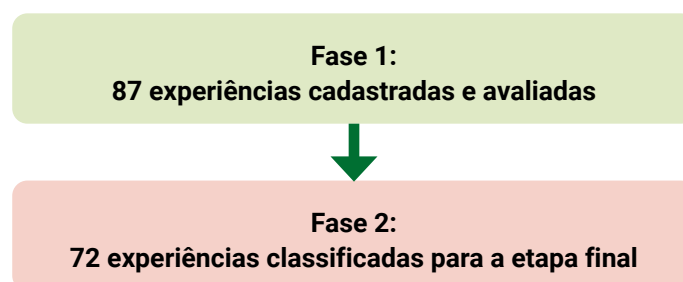 Fase 1:
87 experiências cadastradas e avaliadas
Fase 2:
72 experiências classificadas para a etapa final